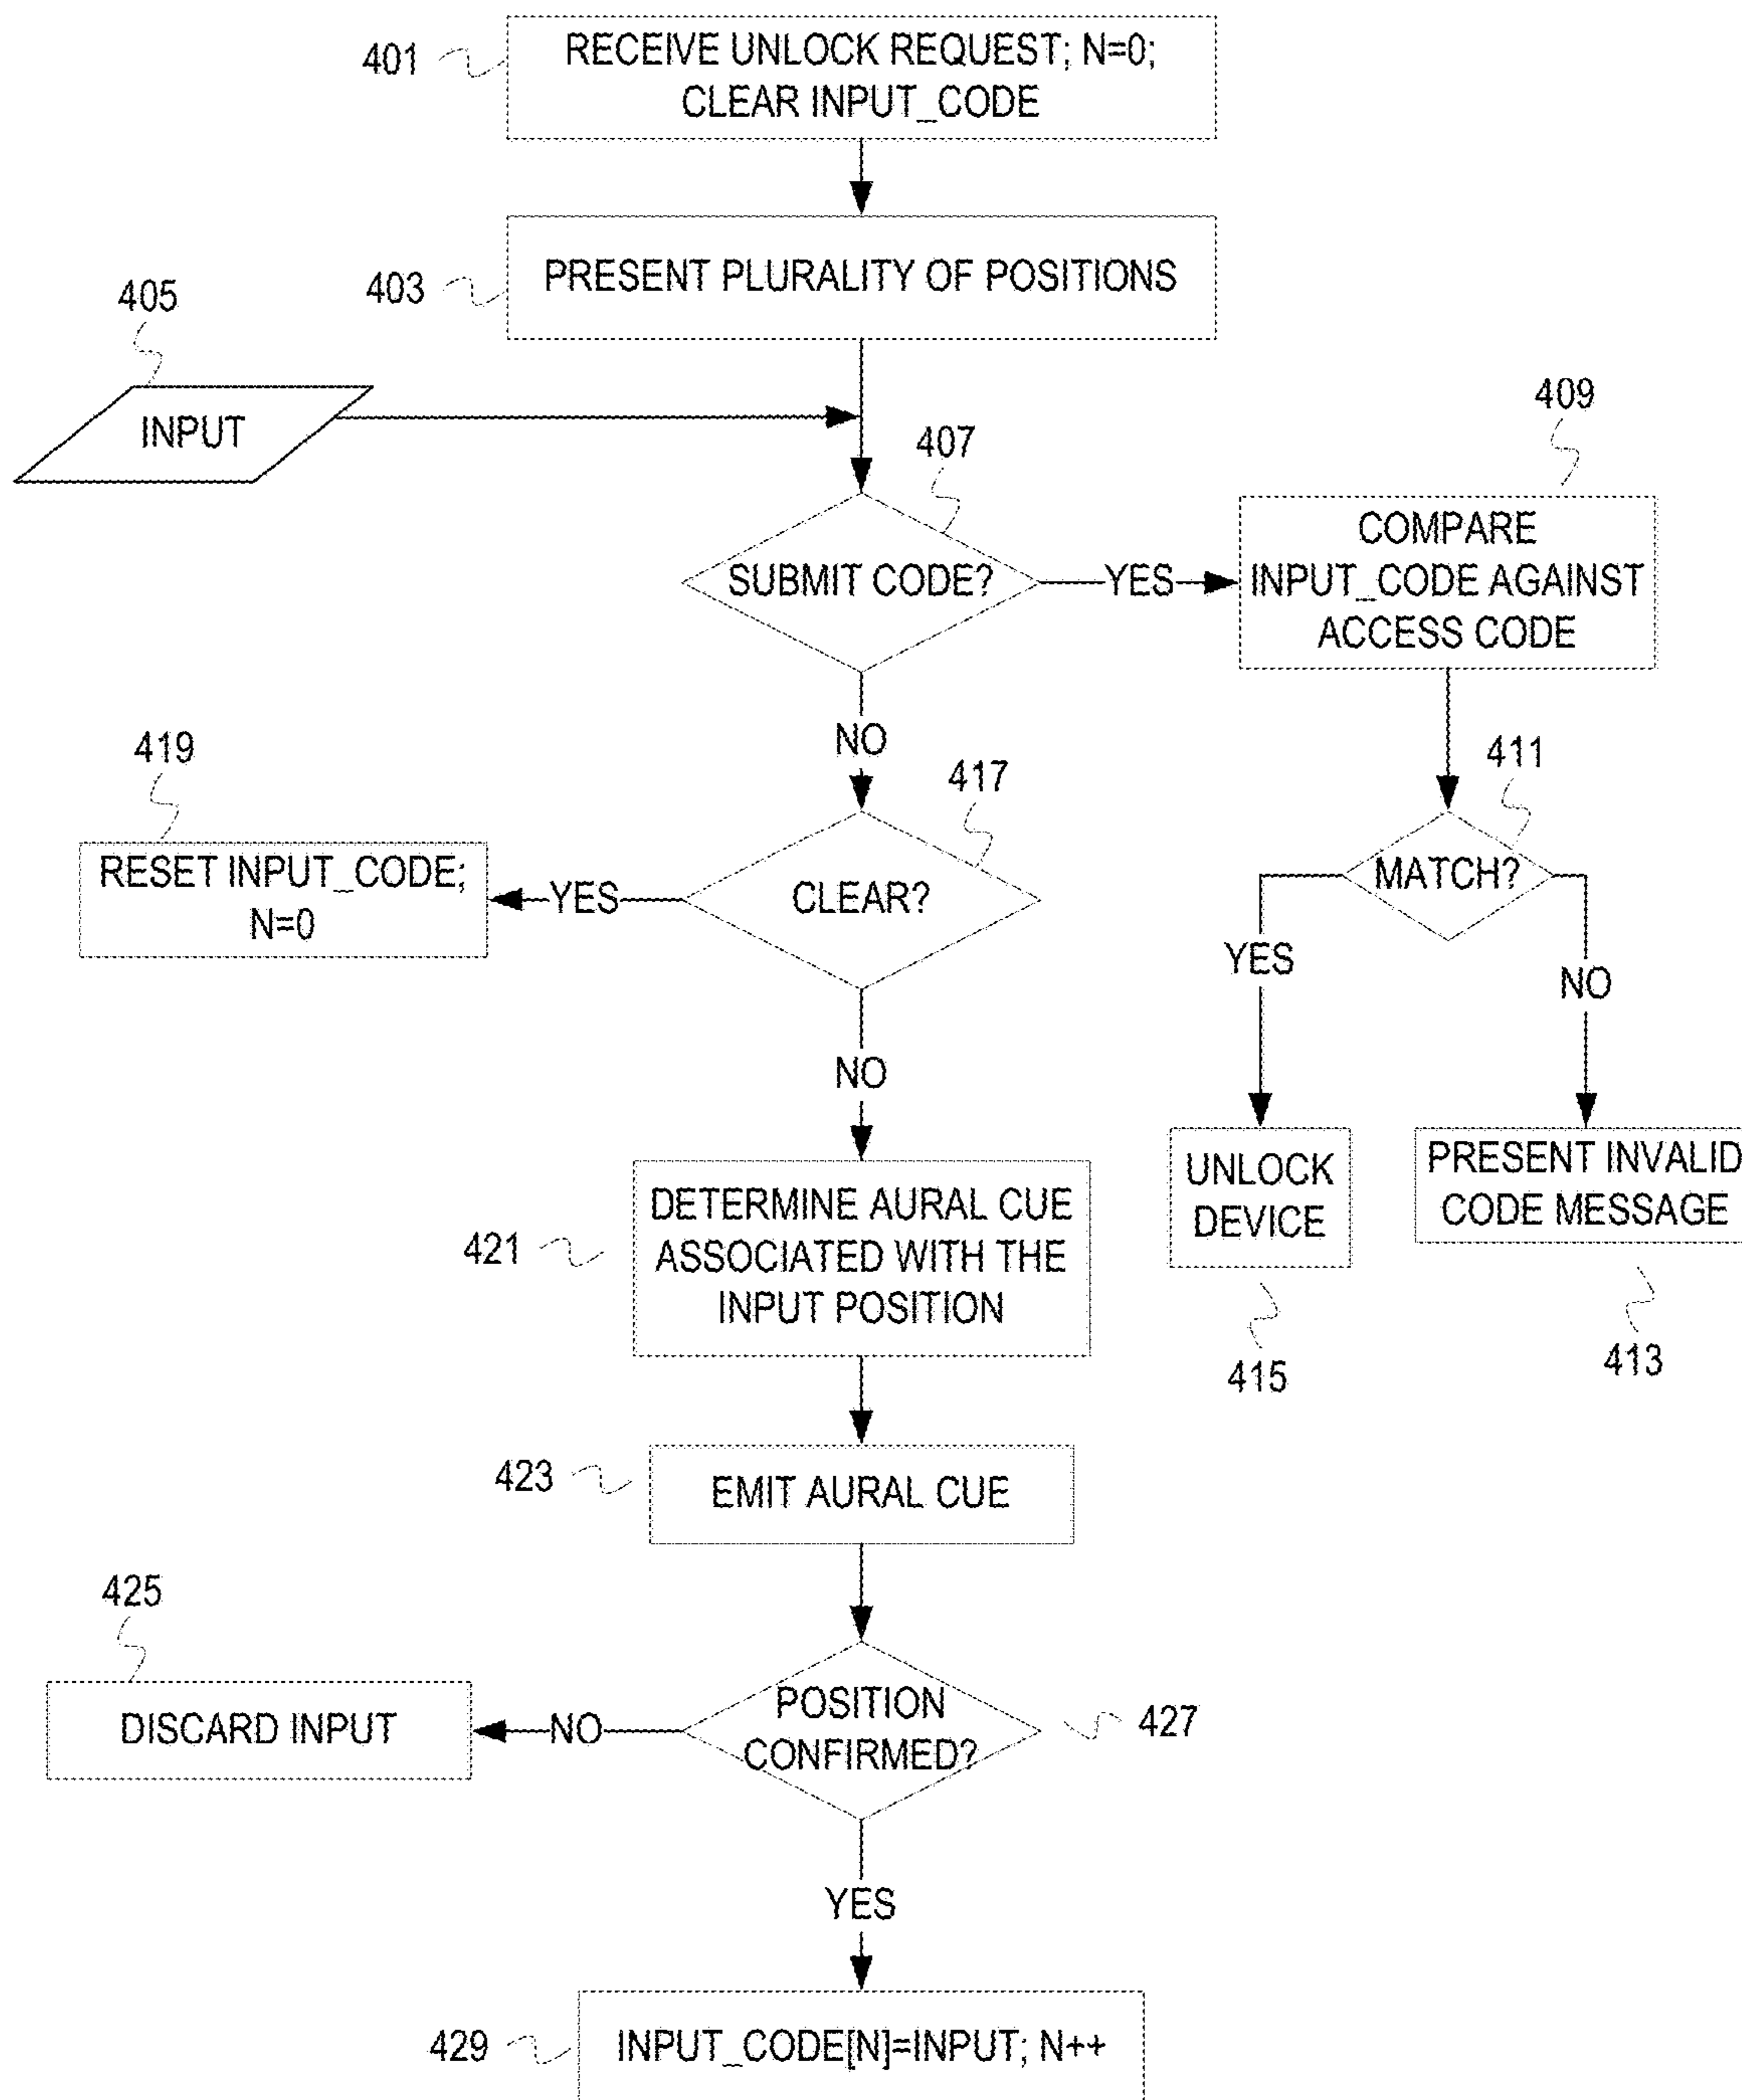 401
RECEIVE UNLOCK REQUEST; N=0;
CLEAR INPUT_CODE
403
PRESENT PLURALITY OF POSITIONS
405
INPUT
407
SUBMIT CODE?
YES
409
COMPARE
INPUT_CODE AGAINST
ACCESS CODE
NO
411
MATCH?
YES
NO
UNLOCK
DEVICE
415
PRESENT INVALID
CODE MESSAGE
413
417
CLEAR?
YES
419
RESET INPUT_CODE;
N=0
NO
421
DETERMINE AURAL CUE
ASSOCIATED WITH THE
INPUT POSITION
423
EMIT AURAL CUE
425
DISCARD INPUT
NO
POSITION
CONFIRMED?
427
YES
429
INPUT_CODE[N]=INPUT; N++